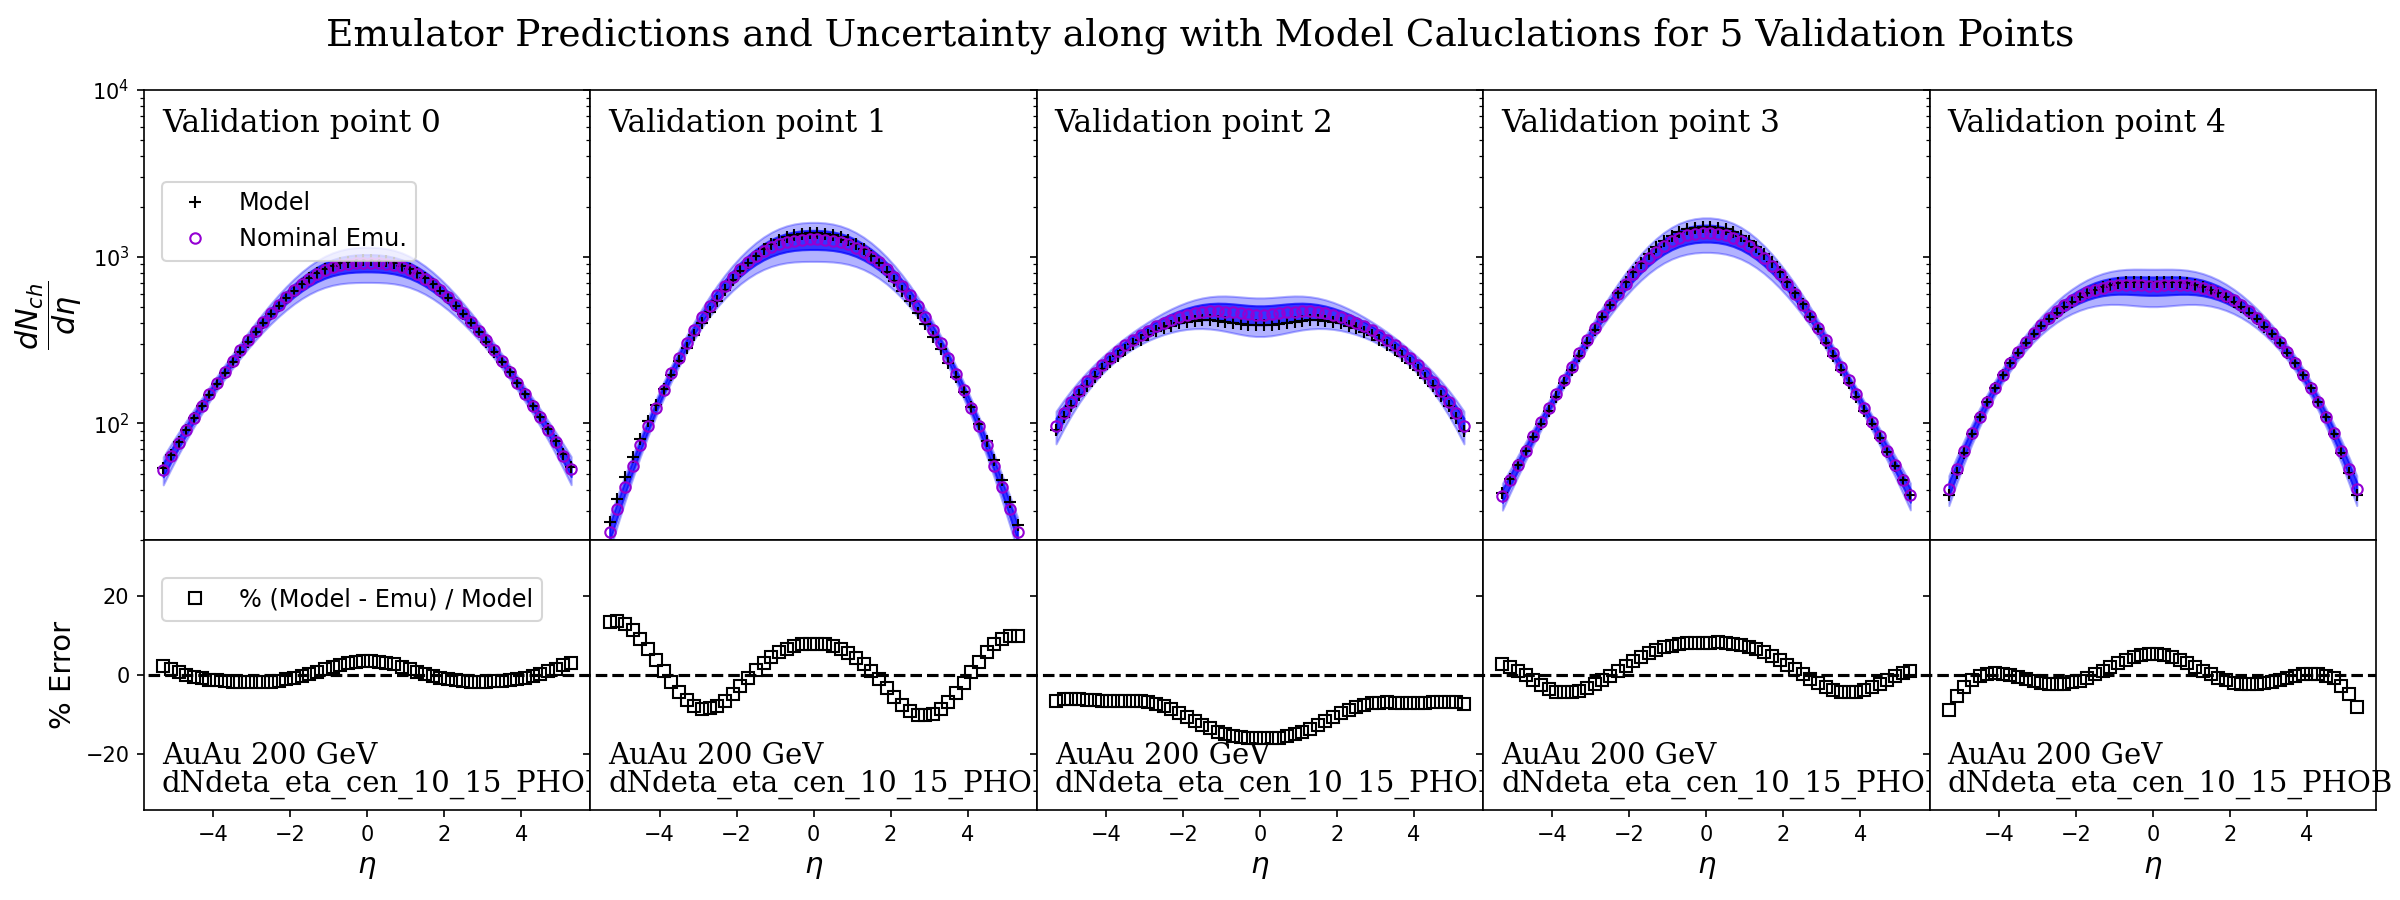 Emulator Predictions and Uncertainty along with Model Caluclations for 5 Validation Points
Validation point 0
Validation point 1
Validation point 2
Validation point 3
Validation point 4
Model
Nominal Emu.
10^4
10^3
10^2
dN_ch
dη
% (Model - Emu) / Model
20
0
−20
% Error
AuAu 200 GeV
dNdeta_eta_cen_10_15_PHO
AuAu 200 GeV
dNdeta_eta_cen_10_15_PHO
AuAu 200 GeV
dNdeta_eta_cen_10_15_PHO
AuAu 200 GeV
dNdeta_eta_cen_10_15_PHO
AuAu 200 GeV
dNdeta_eta_cen_10_15_PHOB
−4 −2 0 2 4
−4 −2 0 2 4
−4 −2 0 2 4
−4 −2 0 2 4
−4 −2 0 2 4
η
η
η
η
η